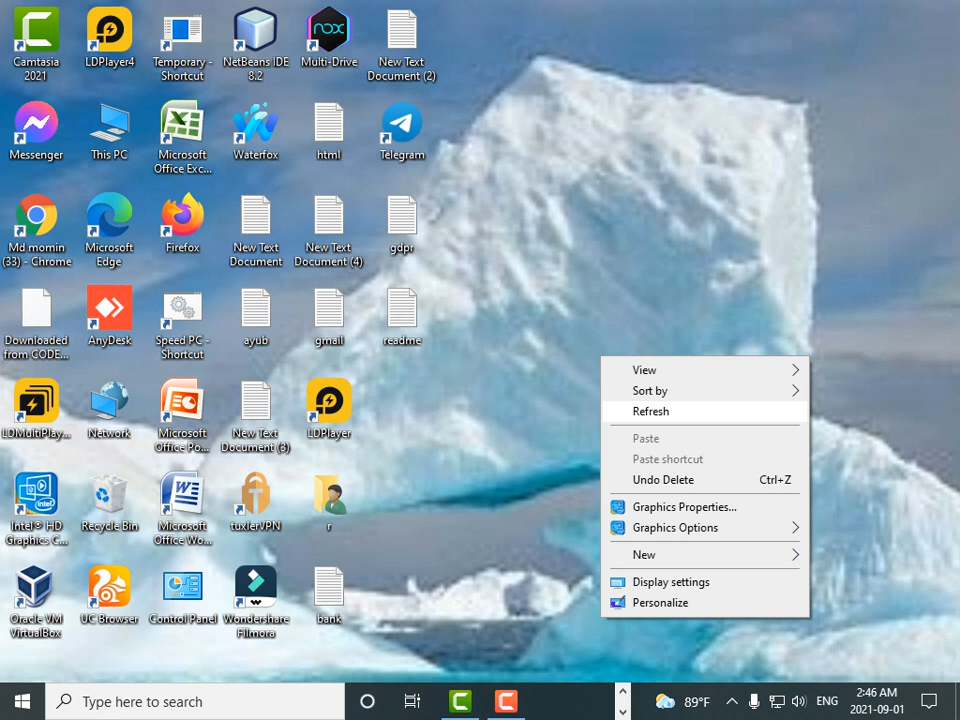 Camtasia
2021
LDPlayer4
Temporary -
Shortcut
NetBeans IDE
8.2
nox
Multi-Drive
New Text
Document (2)
Messenger
This PC
Microsoft
Office Exc...
Waterfox
html
Telegram
Md momin
(33) - Chrome
Microsoft
Edge
Firefox
New Text
Document
New Text
Document (4)
gdpr
Downloaded
from CODE...
AnyDesk
Speed PC -
Shortcut
ayub
gmail
readme
LDMultiPlay...
Network
Microsoft
Office Po...
New Text
Document (3)
LDPlayer
intel
Intel® HD
Graphics C...
Recycle Bin
Microsoft
Office Wo...
tuxlerVPN
r
Oracle VM
VirtualBox
UC Browser
Control Panel
Wondershare
Filmora
bank
View
Sort by
Refresh
Paste
Paste shortcut
Undo Delete Ctrl+Z
Graphics Properties...
Graphics Options
New
Display settings
Personalize
Type here to search
89°F
ENG
2:46 AM
2021-09-01